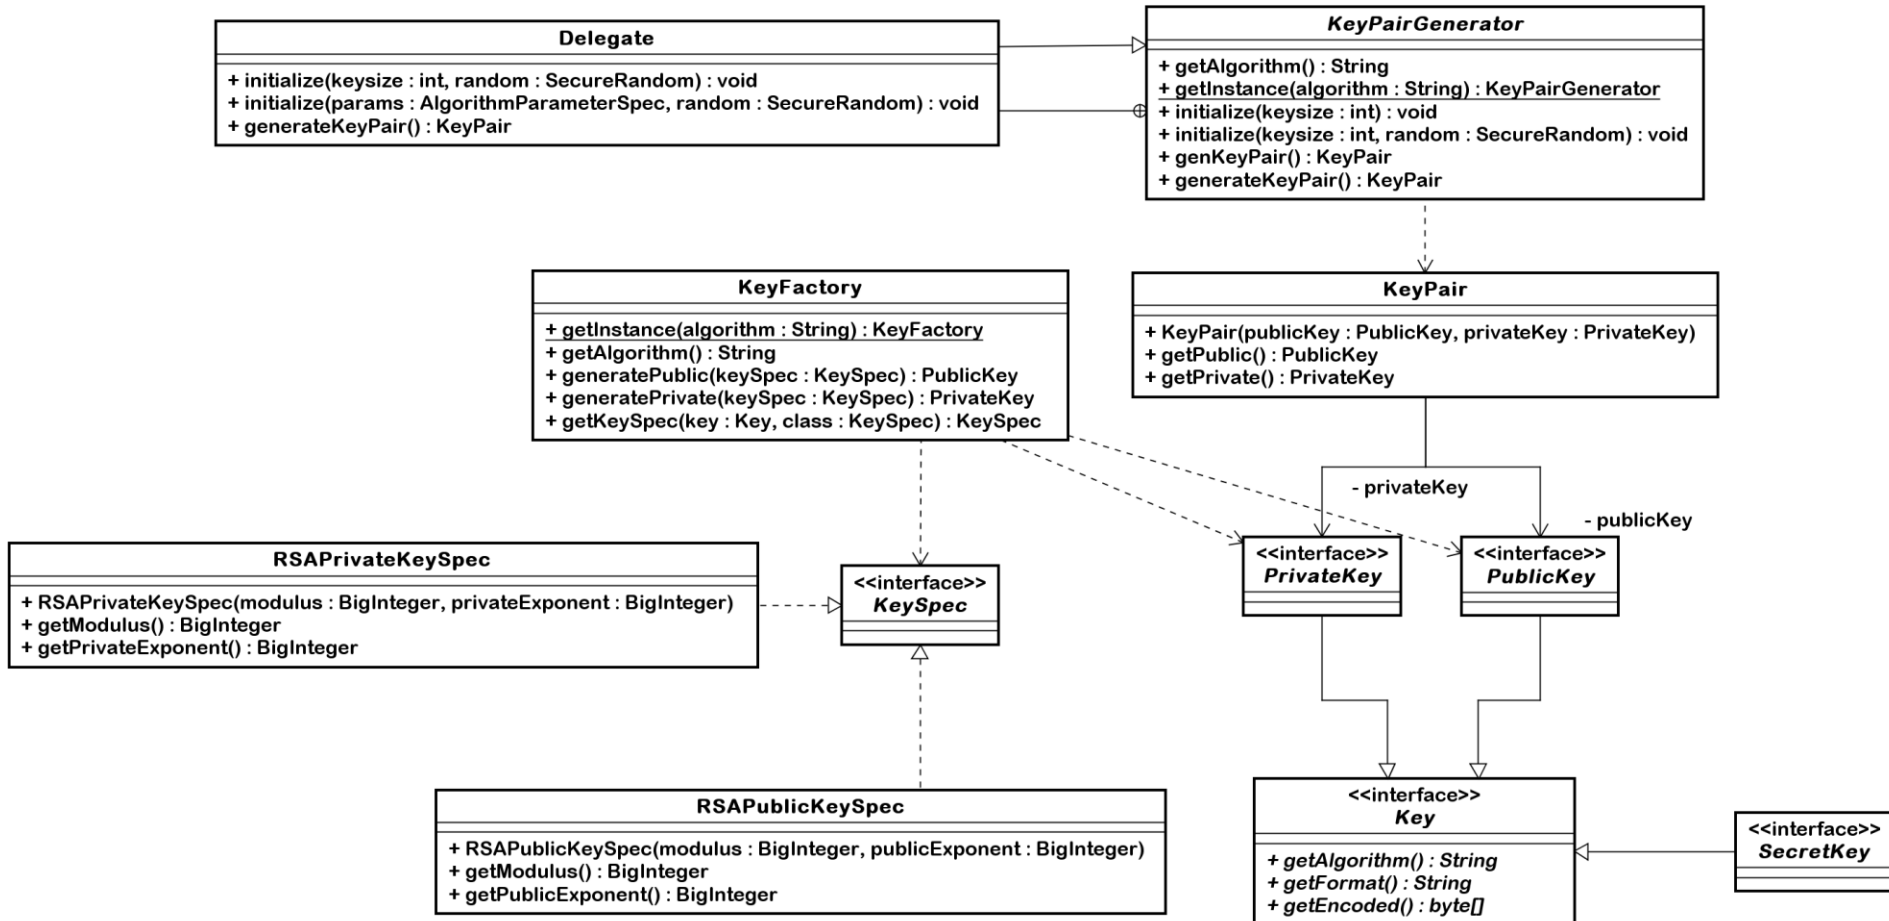 Delegate
+ initialize(keysize : int, random : SecureRandom) : void
+ initialize(params : AlgorithmParameterSpec, random : SecureRandom) : void
+ generateKeyPair() : KeyPair
KeyPairGenerator
+ getAlgorithm() : String
+ getInstance(algorithm : String) : KeyPairGenerator
+ initialize(keysize : int) : void
+ initialize(keysize : int, random : SecureRandom) : void
+ genKeyPair() : KeyPair
+ generateKeyPair() : KeyPair
KeyFactory
+ getInstance(algorithm : String) : KeyFactory
+ getAlgorithm() : String
+ generatePublic(keySpec : KeySpec) : PublicKey
+ generatePrivate(keySpec : KeySpec) : PrivateKey
+ getKeySpec(key : Key, class : KeySpec) : KeySpec
KeyPair
+ KeyPair(publicKey : PublicKey, privateKey : PrivateKey)
+ getPublic() : PublicKey
+ getPrivate() : PrivateKey
- privateKey
- publicKey
RSAPrivateKeySpec
+ RSAPrivateKeySpec(modulus : BigInteger, privateExponent : BigInteger)
+ getModulus() : BigInteger
+ getPrivateExponent() : BigInteger
<<interface>>
KeySpec
<<interface>>
PrivateKey
<<interface>>
PublicKey
RSAPublicKeySpec
+ RSAPublicKeySpec(modulus : BigInteger, publicExponent : BigInteger)
+ getModulus() : BigInteger
+ getPublicExponent() : BigInteger
<<interface>>
Key
+ getAlgorithm() : String
+ getFormat() : String
+ getEncoded() : byte[]
<<interface>>
SecretKey